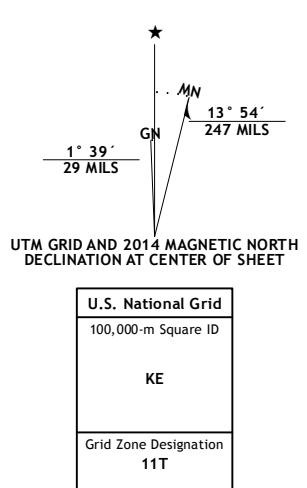 ★
MN
GN
13° 54´
247 MILS
1° 39´
29 MILS
UTM GRID AND 2014 MAGNETIC NORTH
DECLINATION AT CENTER OF SHEET
U.S. National Grid
100,000-m Square ID
KE
Grid Zone Designation
11T